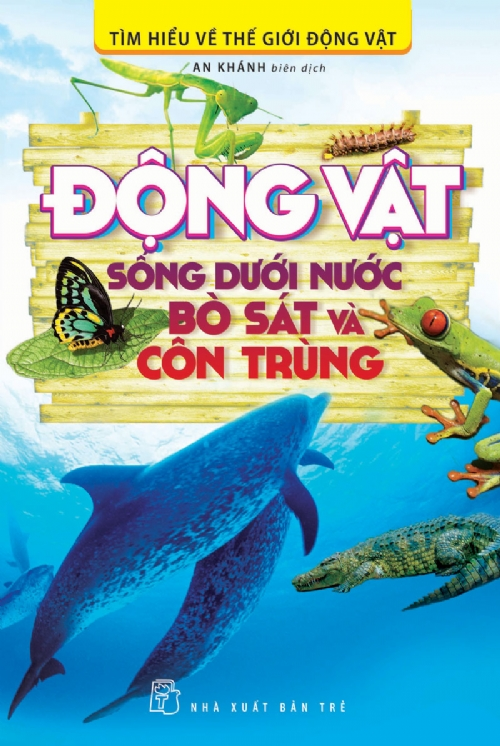 TÌM HIỂU VỀ THẾ GIỚI ĐỘNG VẬT
AN KHÁNH biên dịch
ĐỘNG VẬT
SỐNG DƯỚI NƯỚC
BÒ SÁT VÀ
CÔN TRÙNG
NHÀ XUẤT BẢN TRẺ